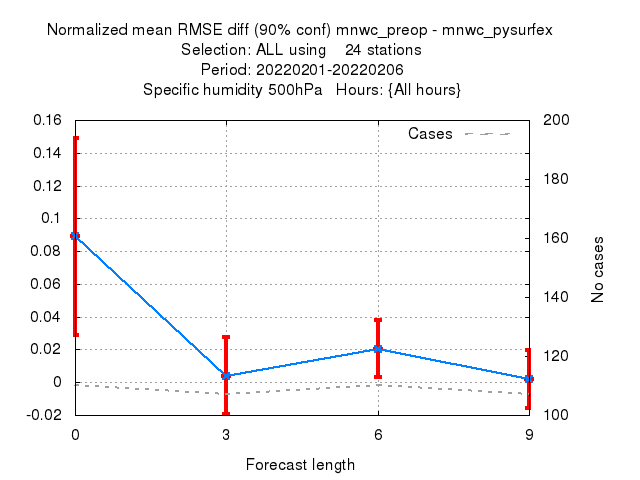 Normalized mean RMSE diff (90% conf) mnwc_preop - mnwc_pysurfex
Selection: ALL using    24 stations
Period: 20220201-20220206
Specific humidity 500hPa   Hours: {All hours}
0.16
0.14
0.12
0.1
0.08
0.06
0.04
0.02
0
-0.02
Cases
200
180
160
140
120
100
No cases
0
3
6
9
Forecast length